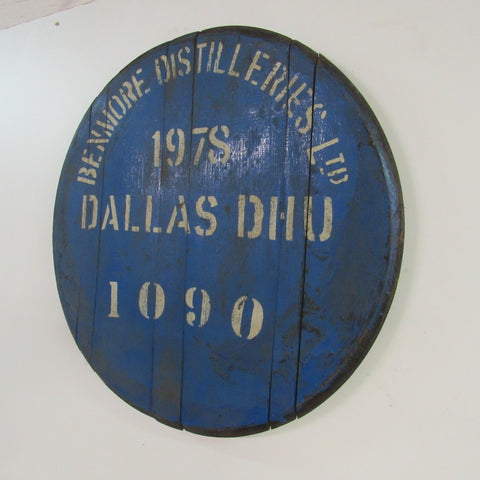 BENMORE DISTILLERIES LTD
1978
DALLAS DHU
1090